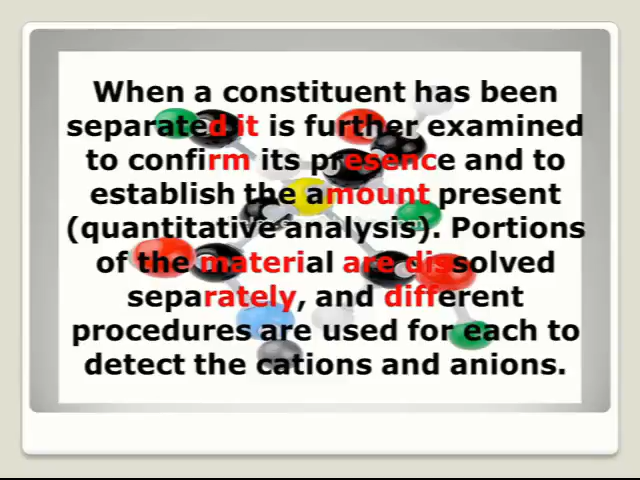 When a constituent has been
separated it is further examined
to confirm its presence and to
establish the amount present
(quantitative analysis). Portions
of the material are dissolved
separately, and different
procedures are used for each to
detect the cations and anions.